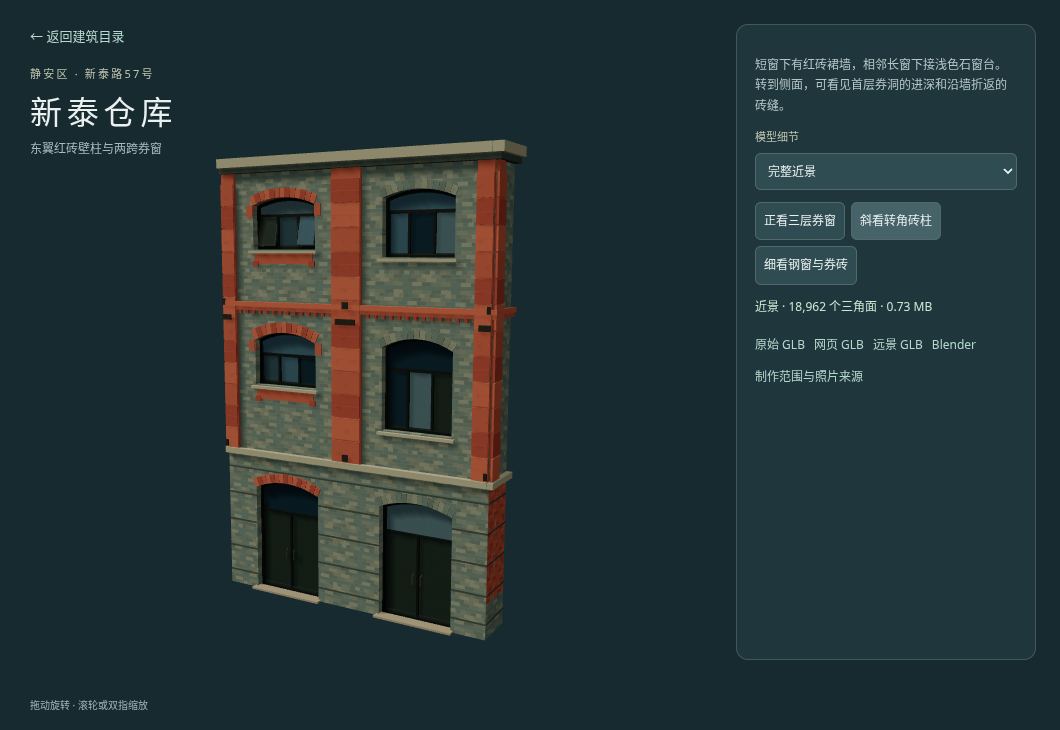 ← 返回建筑目录
静安区 · 新泰路57号
新泰仓库
东翼红砖壁柱与两跨券窗
短窗下有红砖裙墙，相邻长窗下接浅色石窗台。
转到侧面，可看见首层券洞的进深和沿墙折返的
砖缝。
模型细节
完整近景
正看三层券窗 斜看转角砖柱
细看钢窗与券砖
近景 · 18,962 个三角面 · 0.73 MB
原始 GLB 网页 GLB 远景 GLB Blender
制作范围与照片来源
拖动旋转 · 滚轮或双指缩放